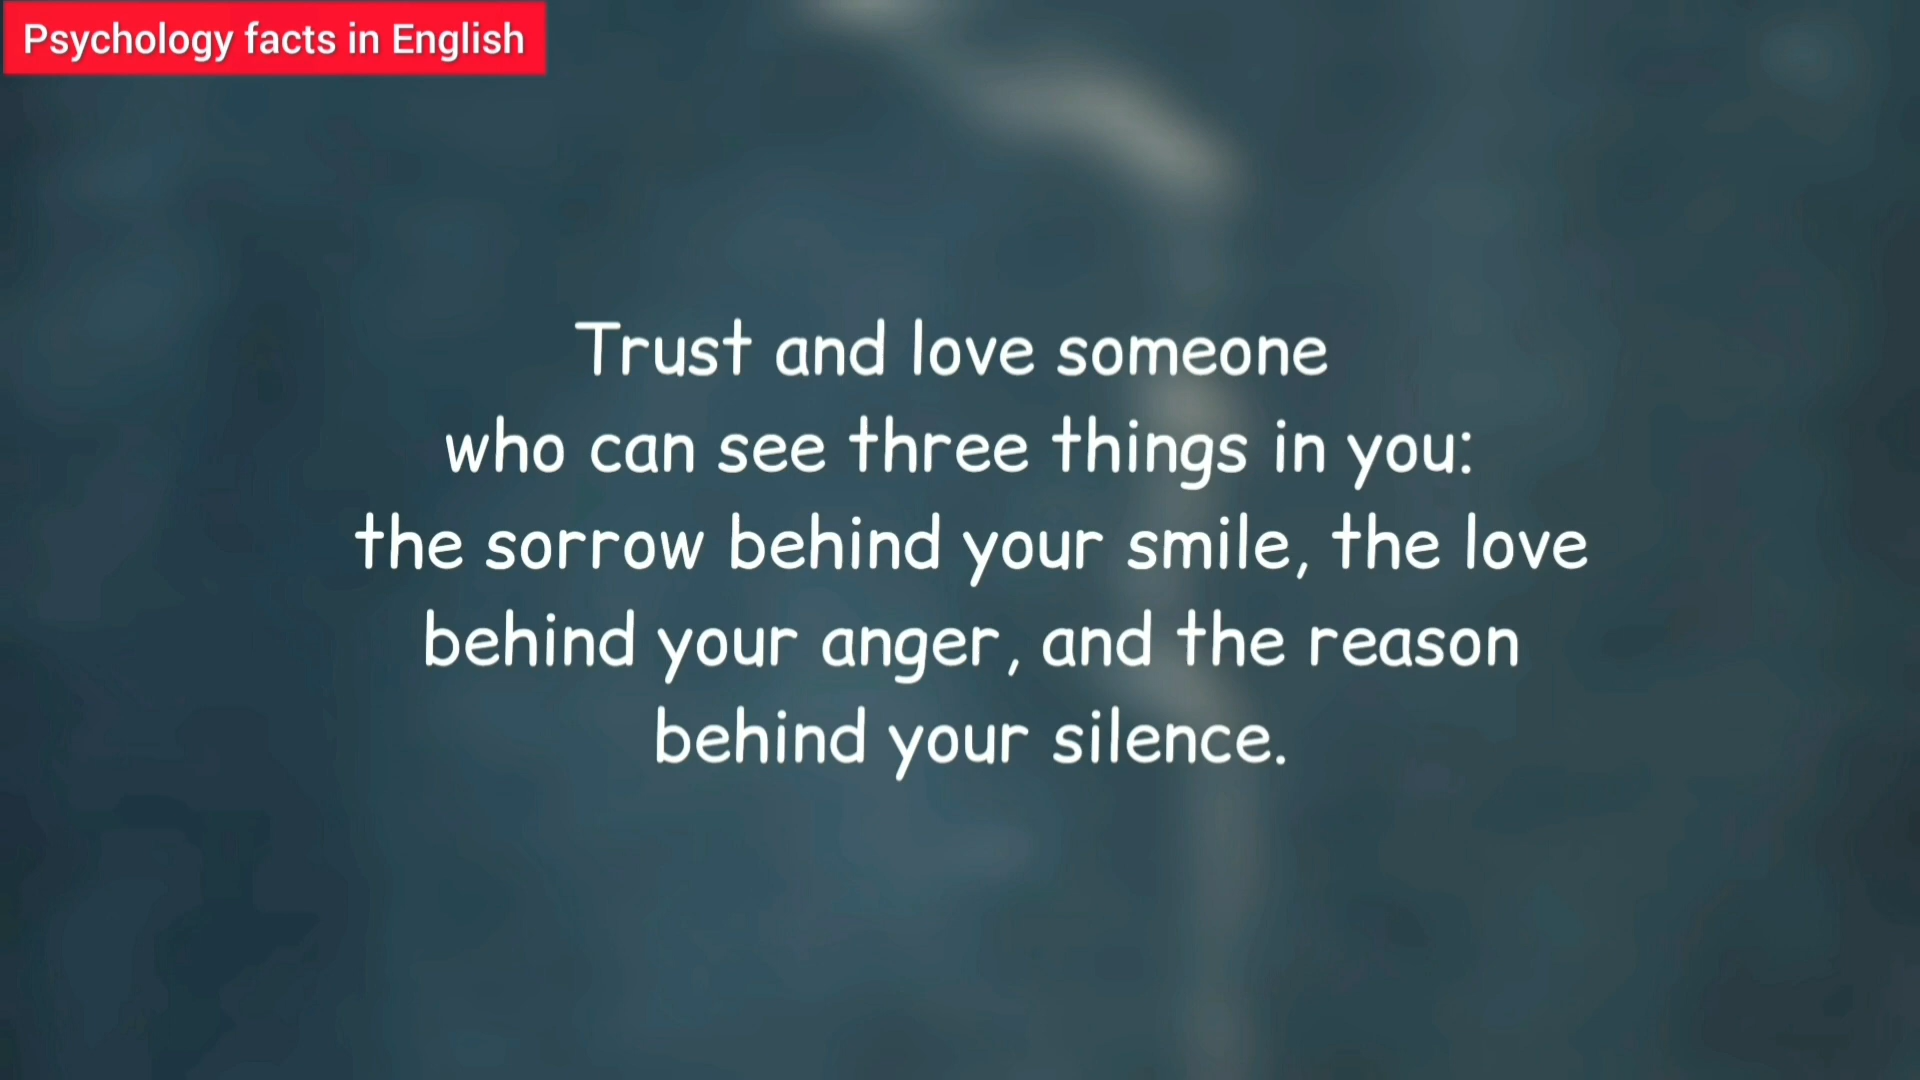 Psychology facts in English
Trust and love someone
who can see three things in you:
the sorrow behind your smile, the love
behind your anger, and the reason
behind your silence.